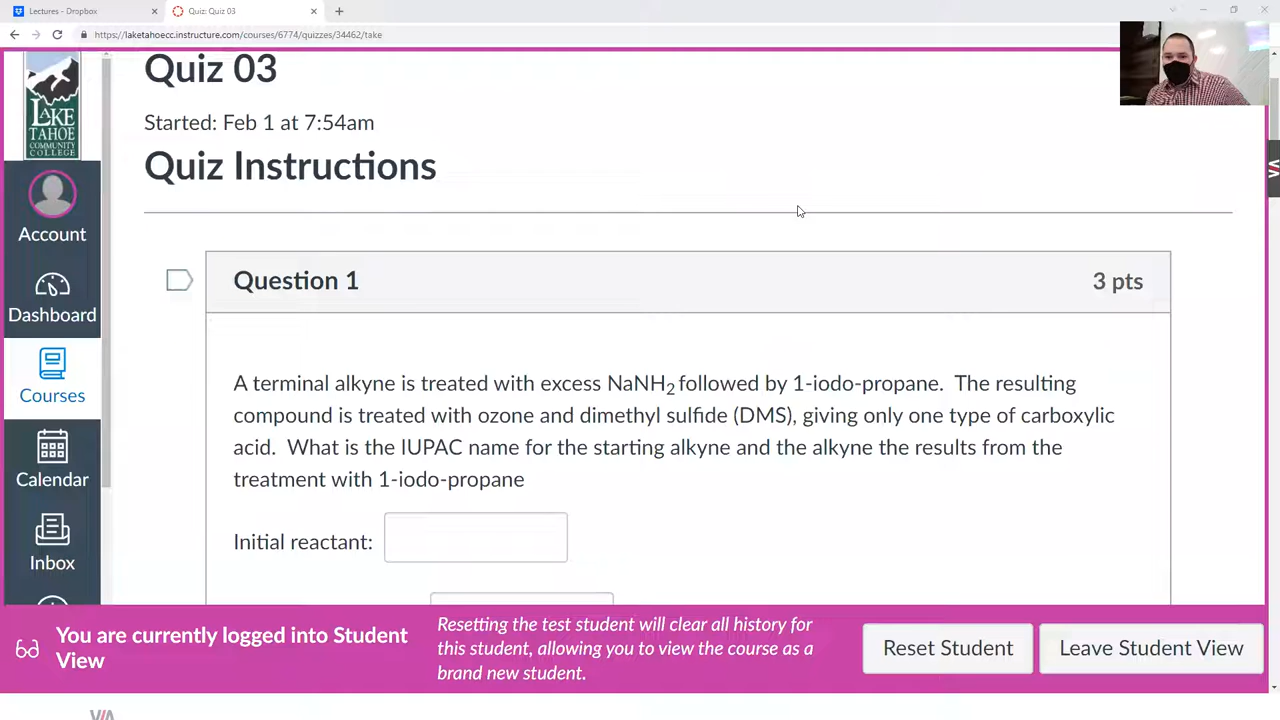 Lectures - Dropbox
Quiz: Quiz 03
https://laketahoecc.instructure.com/courses/6774/quizzes/34462/take
LAKE
TAHOE
COMMUNITY
COLLEGE
Account
Dashboard
Courses
Calendar
Inbox
Quiz 03
Started: Feb 1 at 7:54am
Quiz Instructions
Question 1
3 pts
A terminal alkyne is treated with excess NaNH2 followed by 1-iodo-propane. The resulting
compound is treated with ozone and dimethyl sulfide (DMS), giving only one type of carboxylic
acid. What is the IUPAC name for the starting alkyne and the alkyne the results from the
treatment with 1-iodo-propane
Initial reactant:
You are currently logged into Student
View
Resetting the test student will clear all history for
this student, allowing you to view the course as a
brand new student.
Reset Student
Leave Student View